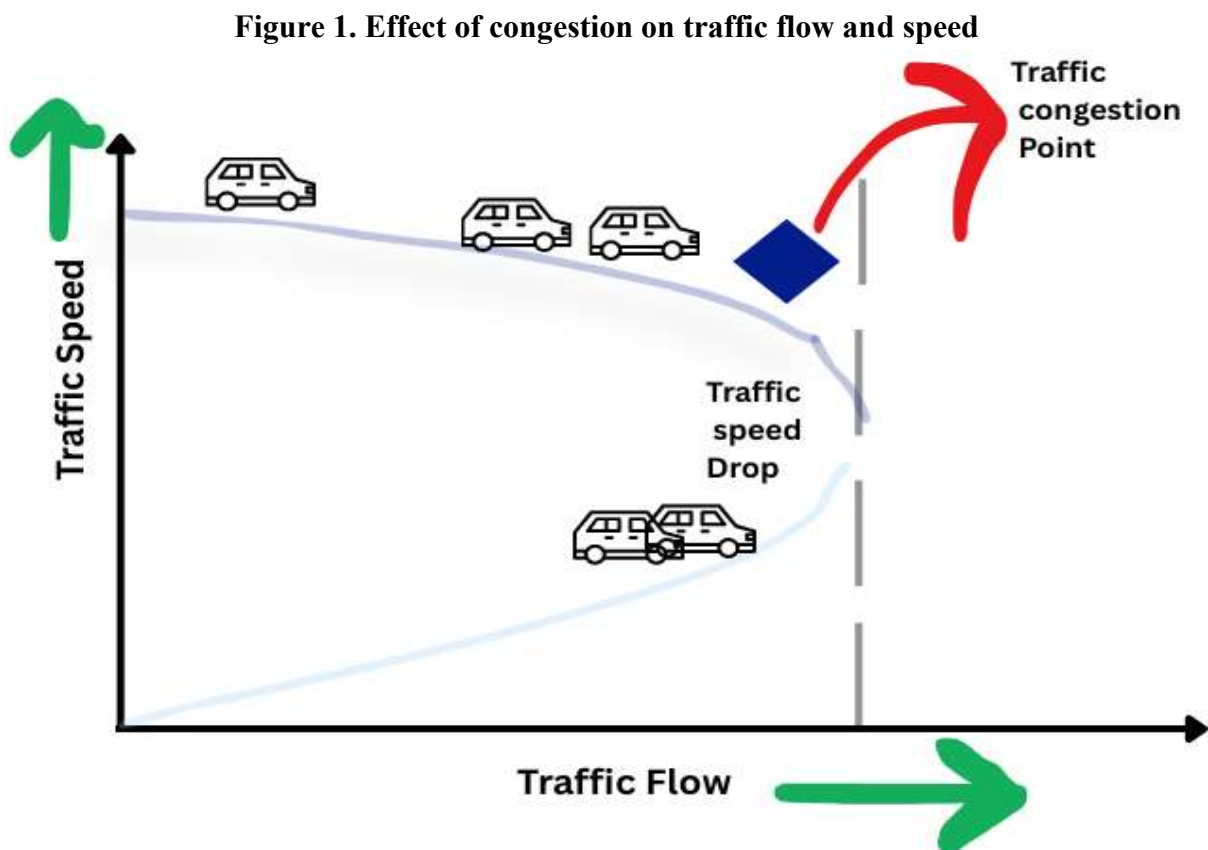 Figure 1. Effect of congestion on traffic flow and speed
Traffic
congestion
Point
Traffic Speed
Traffic
speed
Drop
Traffic Flow